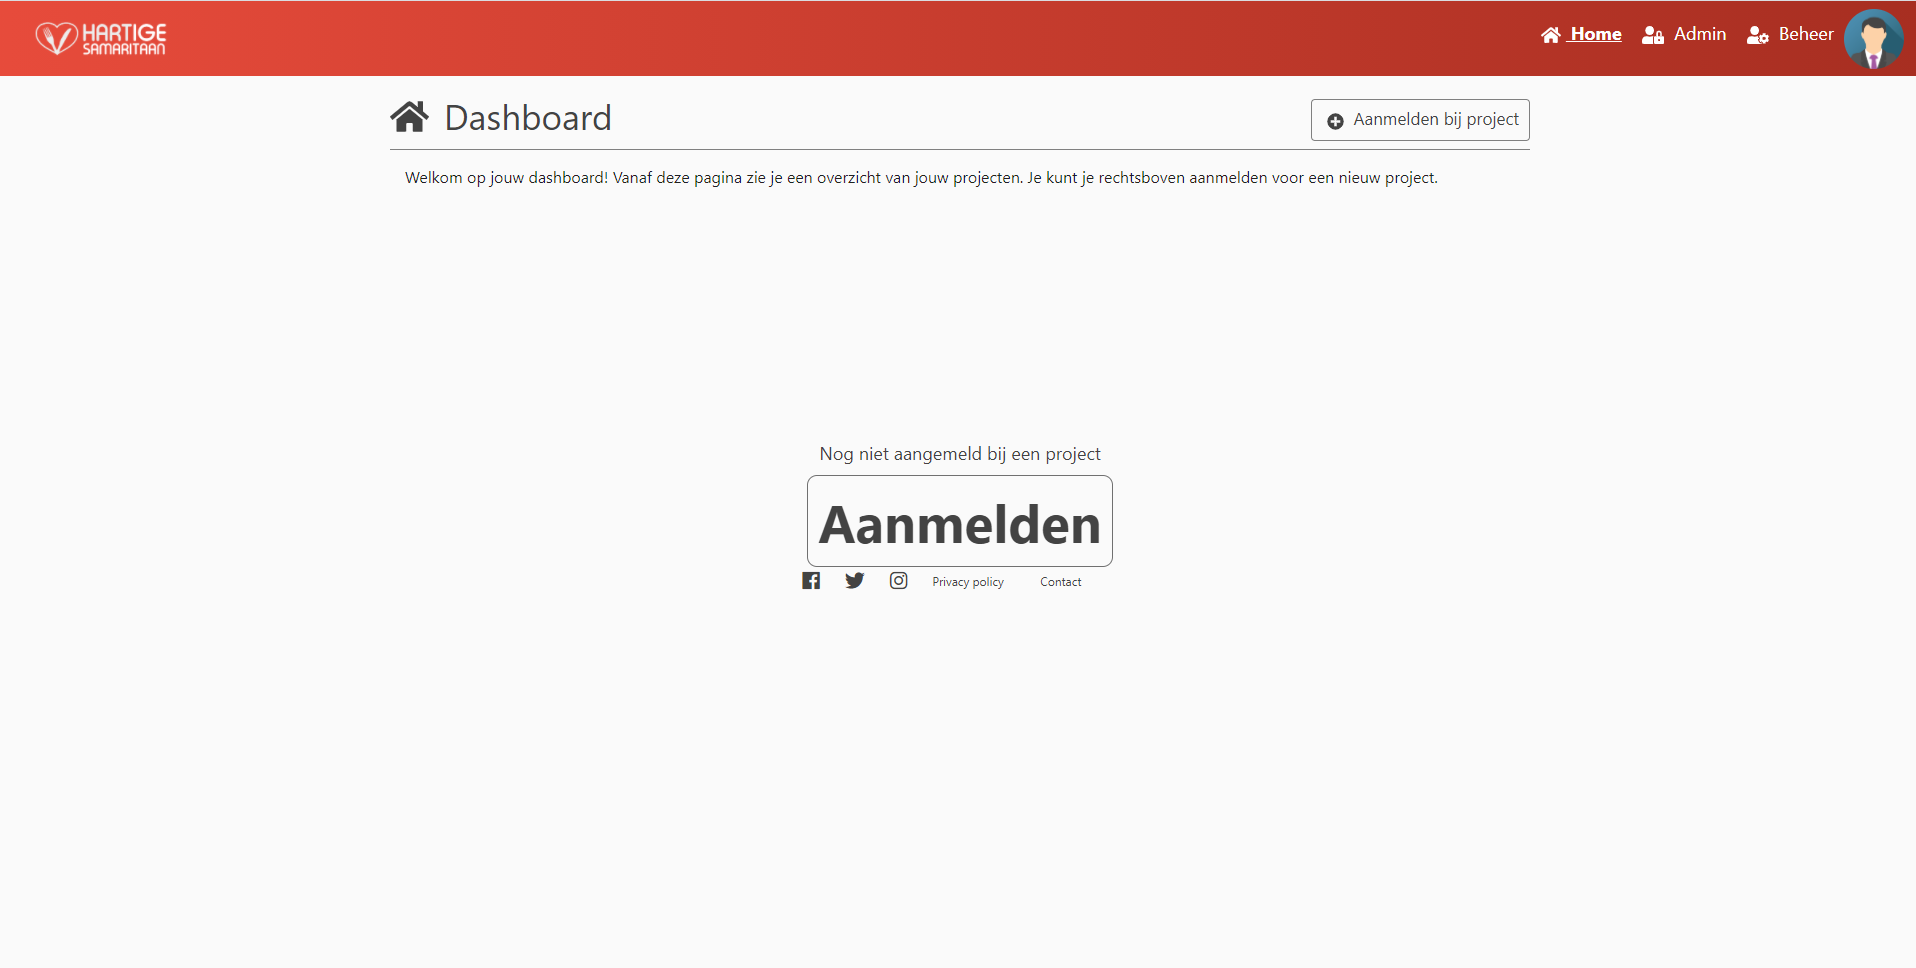 HARTIGE
SAMARITAAN
Home
Admin
Beheer
Dashboard
Aanmelden bij project
Welkom op jouw dashboard! Vanaf deze pagina zie je een overzicht van jouw projecten. Je kunt je rechtsboven aanmelden voor een nieuw project.
Nog niet aangemeld bij een project
Aanmelden
Privacy policy
Contact